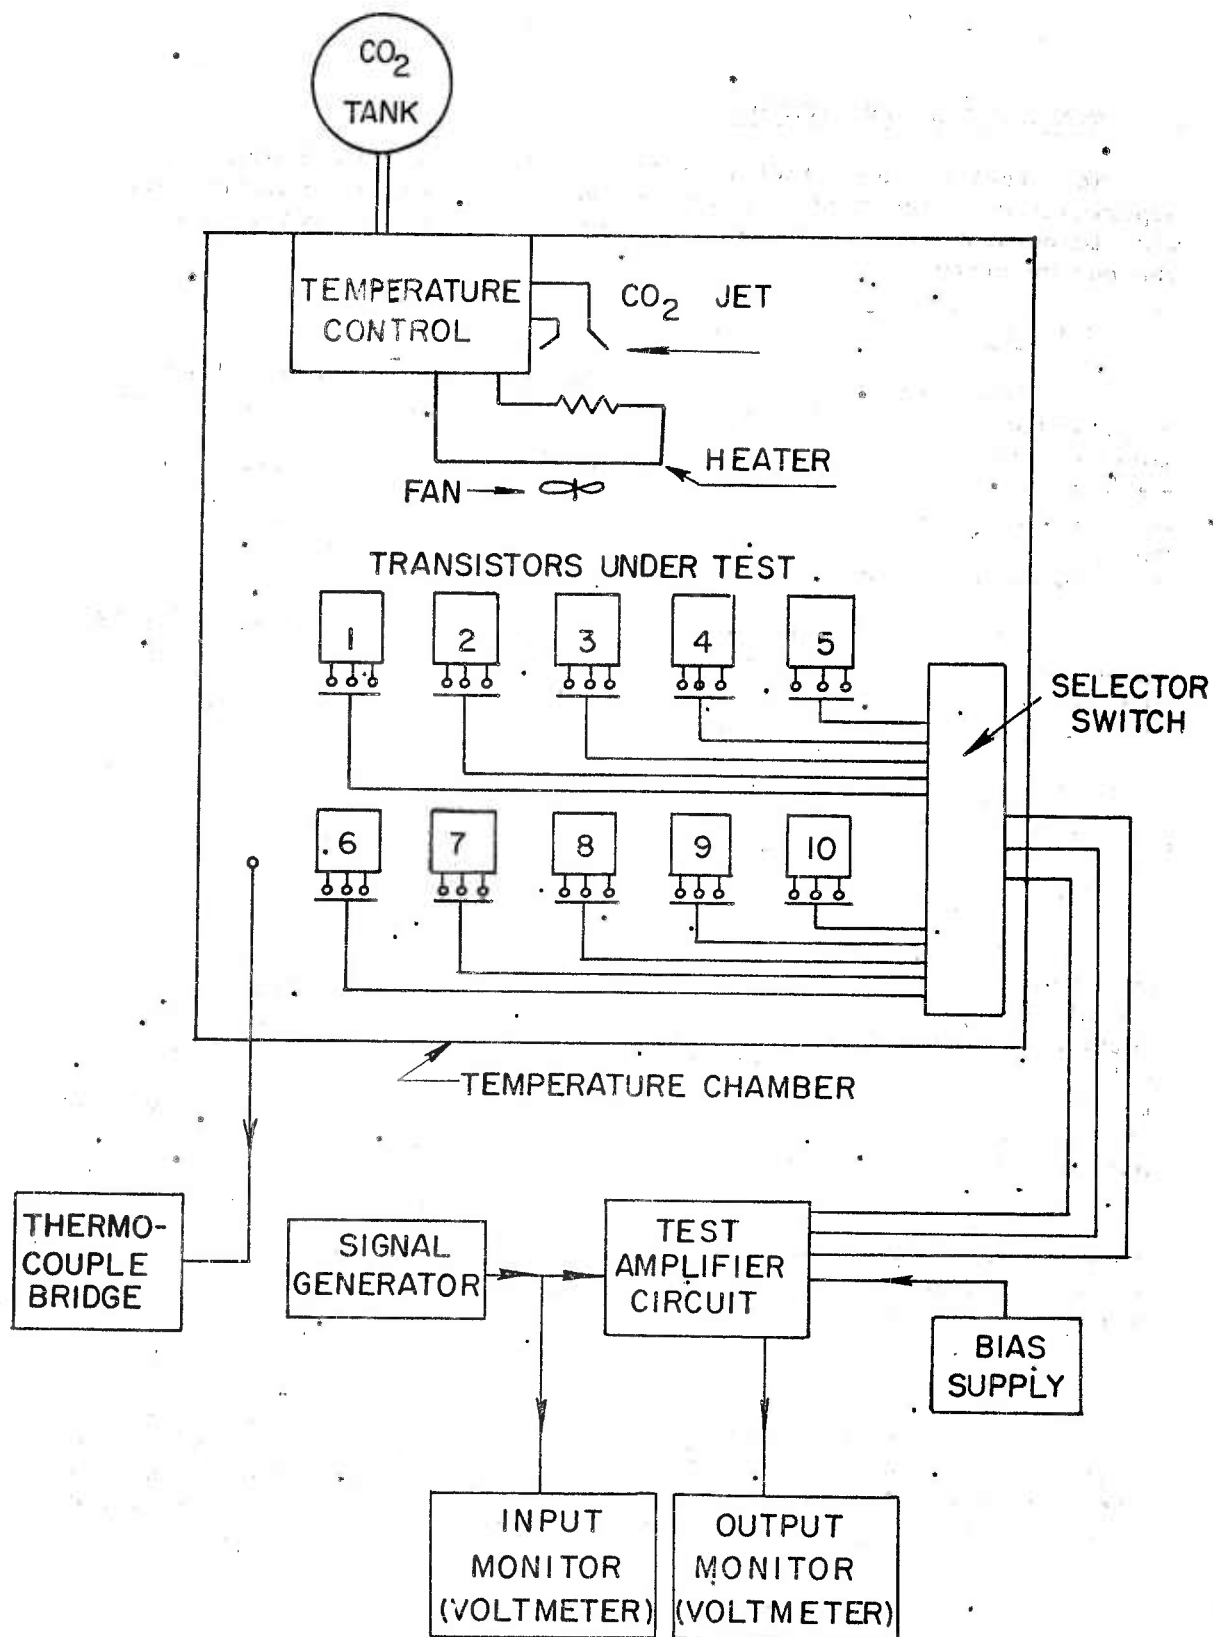 CO2
TANK
TEMPERATURE
CONTROL
CO2 JET
HEATER
FAN
TRANSISTORS UNDER TEST
1 2 3 4 5
SELECTOR
SWITCH
6 7 8 9 10
TEMPERATURE CHAMBER
THERMO-
COUPLE
BRIDGE
SIGNAL
GENERATOR
TEST
AMPLIFIER
CIRCUIT
BIAS
SUPPLY
INPUT
MONITOR
(VOLTMETER)
OUTPUT
MONITOR
(VOLTMETER)